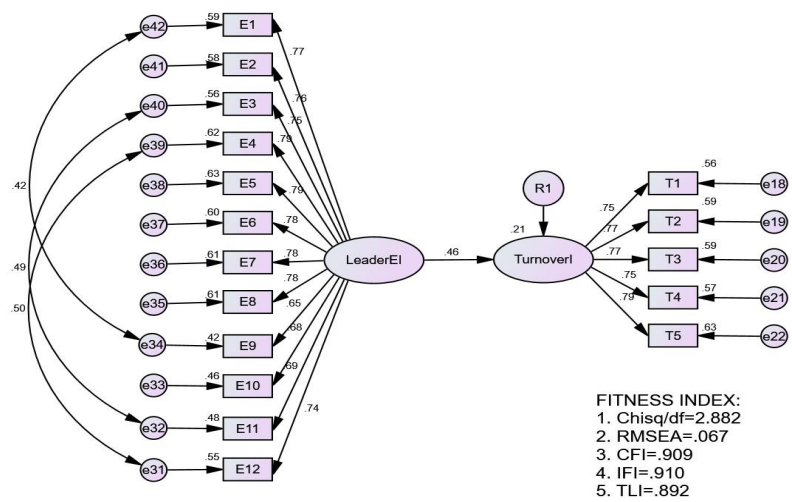 e42 .59 E1
.77
e41 .58 E2
.76
e40 .56 E3
.75
e39 .62 E4
.79
e38 .63 E5
.79
e37 .60 E6
.78
e36 .61 E7
.78
e35 .61 E8
.78
e34 .42 E9
.65
e33 .46 E10
.68
e32 .48 E11
.69
e31 .55 E12
.74
.42
.49
.50
LeaderEI
.46
R1
.21
TurnoverI
.75
T1
.56
e18
.77
T2
.59
e19
.77
T3
.59
e20
.75
T4
.57
e21
.79
T5
.63
e22
FITNESS INDEX:
1. Chisq/df=2.882
2. RMSEA=.067
3. CFI=.909
4. IFI=.910
5. TLI=.892